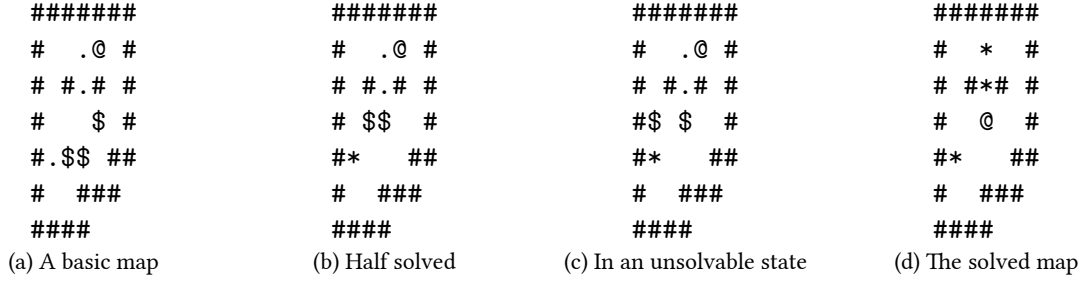 #######   #######   #######   #######
#  .@ #   #  .@ #   #  .@ #   #  *  #
# #.# #   # #.# #   # #.# #   # #*# #
#   $ #   # $$  #   #$ $  #   #  @  #
#.$$ ##   #*   ##   #*   ##   #*   ##
#  ###    #  ###    #  ###    #  ###
####      ####      ####      ####
(a) A basic map   (b) Half solved   (c) In an unsolvable state   (d) The solved map